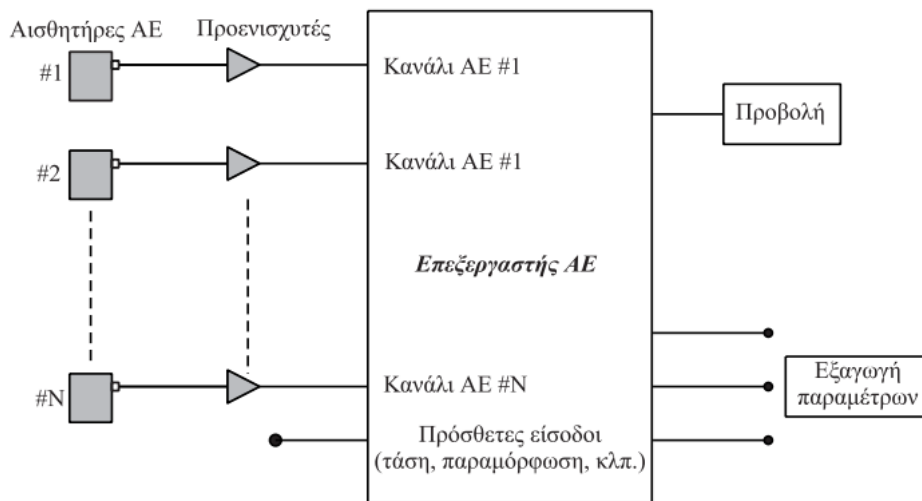 Αισθητήρες ΑΕ
Προενισχυτές
#1
Κανάλι ΑΕ #1
Προβολή
#2
Κανάλι ΑΕ #1
Επεξεργαστής ΑΕ
#N
Κανάλι ΑΕ #N
Εξαγωγή
παραμέτρων
Πρόσθετες είσοδοι
(τάση, παραμόρφωση, κλπ.)